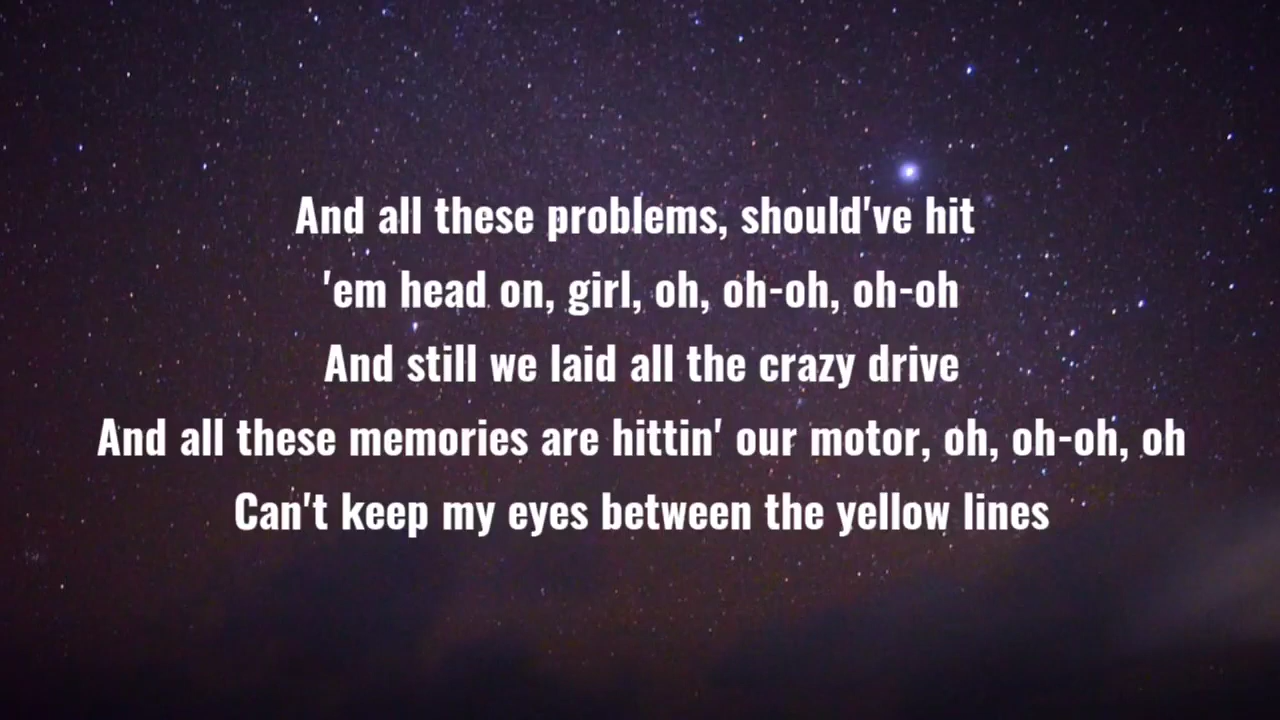 And all these problems, should've hit
'em head on, girl, oh, oh-oh, oh-oh
And still we laid all the crazy drive
And all these memories are hittin' our motor, oh, oh-oh, oh
Can't keep my eyes between the yellow lines